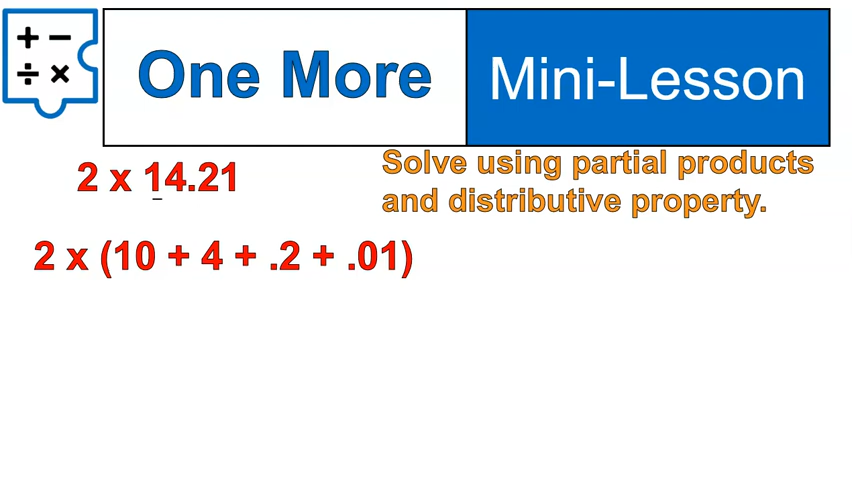 + −
÷ ×
One More Mini-Lesson
2 x 14.21
Solve using partial products
and distributive property.
2 x (10 + 4 + .2 + .01)